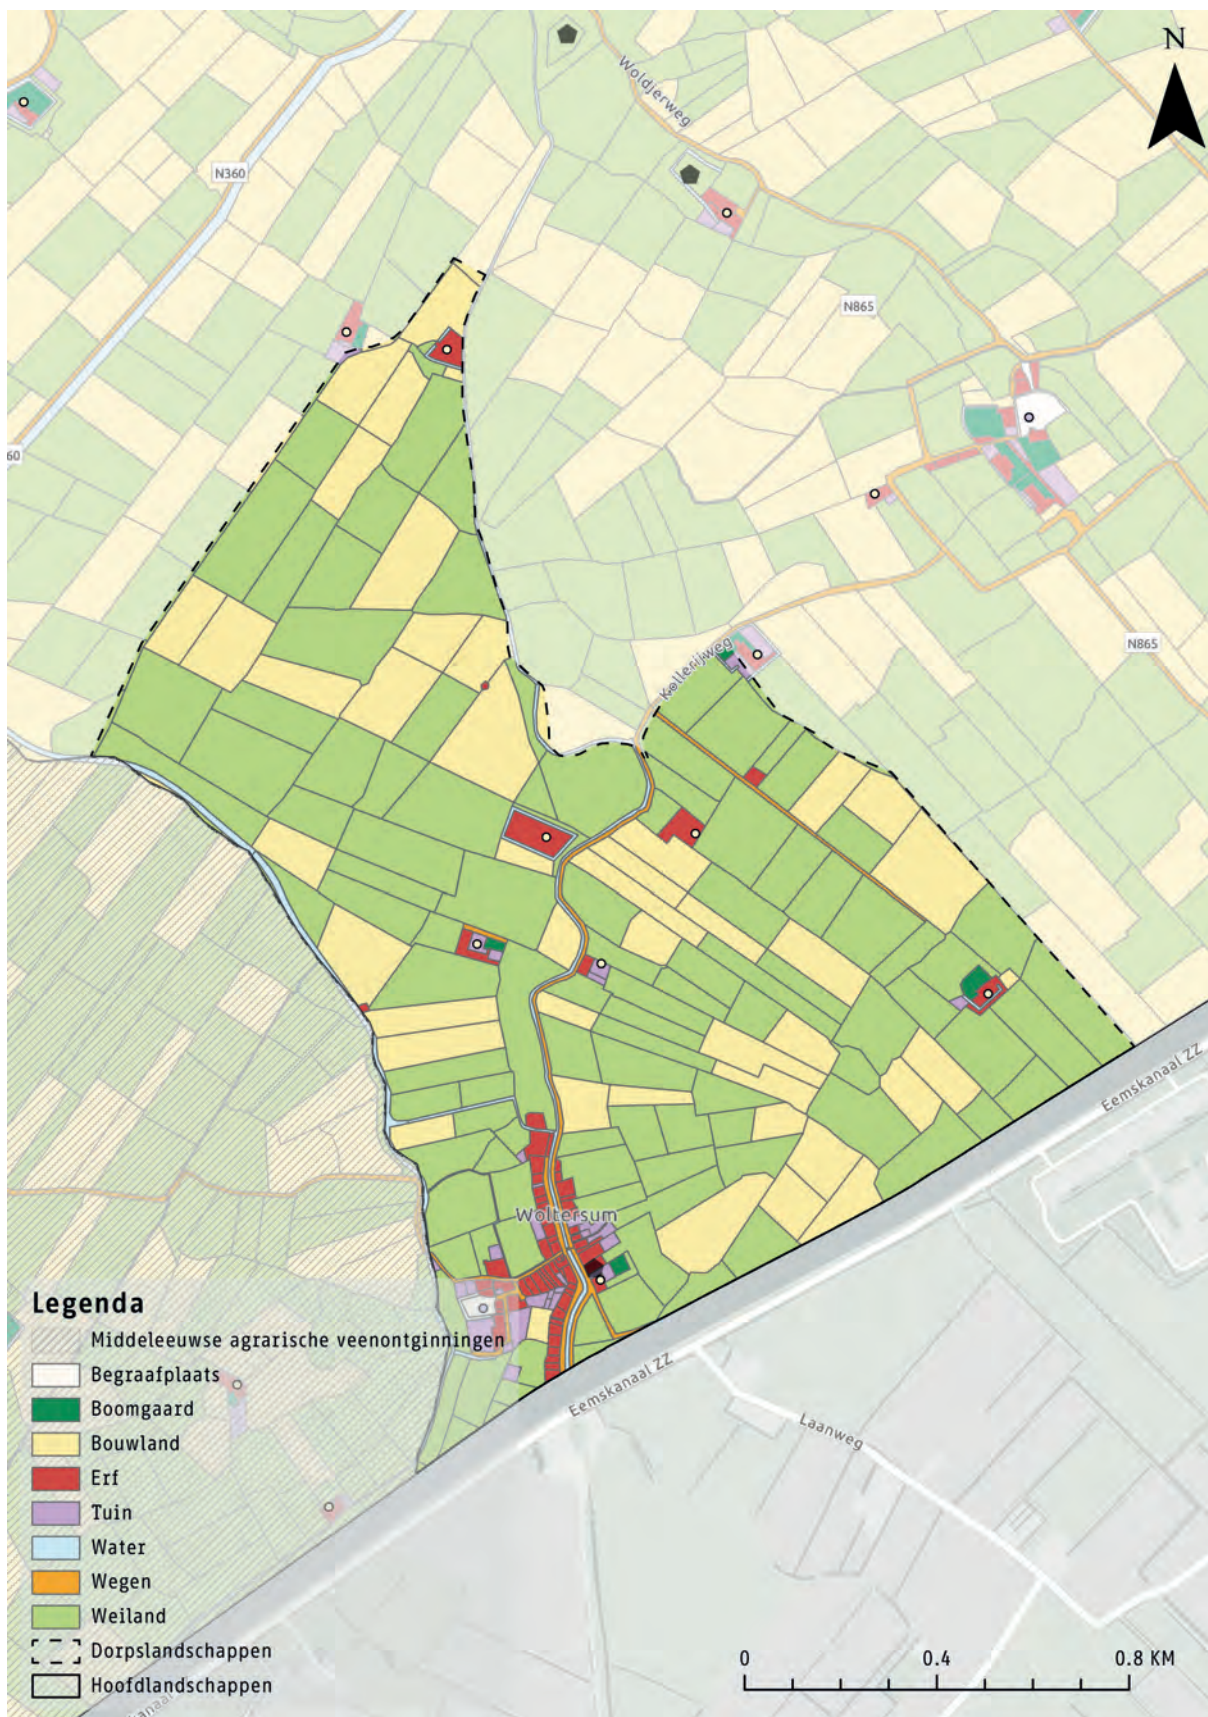 N
Woldjerweg
N360
N865
60
Kollerijweg
N865
Eemskanaal ZZ
Woltersum
Eemskanaal ZZ
Laanweg
Legenda
Middeleeuwse agrarische veenontginningen
Begraafplaats
Boomgaard
Bouwland
Erf
Tuin
Water
Wegen
Weiland
Dorpslandschappen
Hoofdlandschappen
0 0.4 0.8 KM